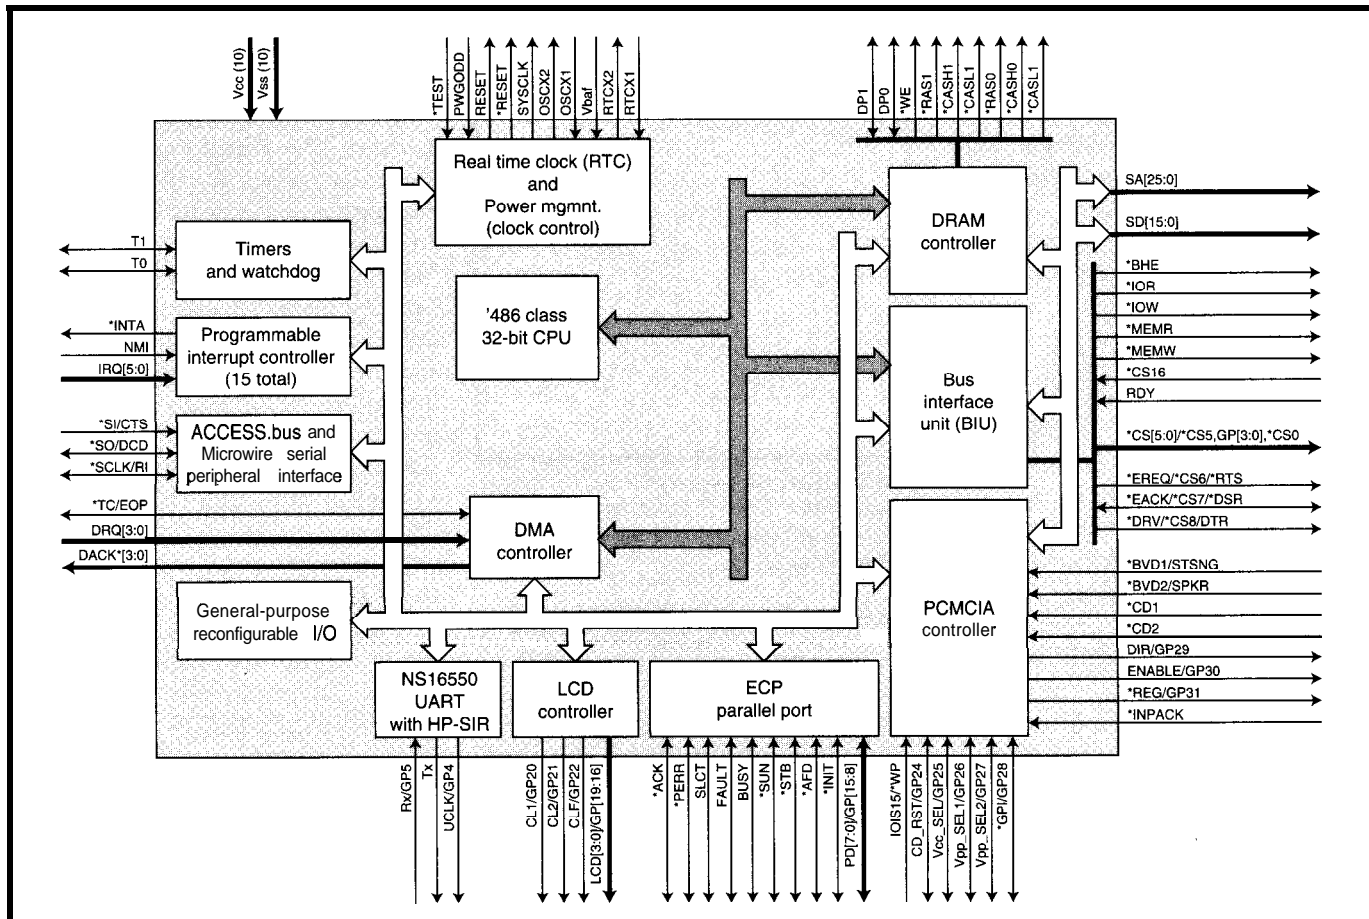 Vcc (10)
Vss (10)
*TEST
PWGODD
RESET
*RESET
SYSCLK
OSCX2
OSCX1
Vbaf
RTCX2
RTCX1
DP1
DP0
*WE
*RAS1
*CASH1
*CASL1
*RAS0
*CASH0
*CASL1
Real time clock (RTC)
and
Power mgmnt.
(clock control)
DRAM
controller
SA[25:0]
SD[15:0]
T1
T0
Timers
and watchdog
'486 class
32-bit CPU
*INTA
NMI
IRQ[5:0]
Programmable
interrupt controller
(15 total)
Bus
interface
unit (BIU)
*BHE
*IOR
*IOW
*MEMR
*MEMW
*CS16
RDY
*CS[5:0]/*CS5,GP[3:0],*CS0
*EREQ/*CS6/*RTS
*EACK/*CS7/*DSR
*DRV/*CS8/DTR
*SI/CTS
*SO/DCD
*SCLK/RI
ACCESS.bus and
Microwire serial
peripheral interface
*TC/EOP
DRQ[3:0]
DACK*[3:0]
DMA
controller
General-purpose
reconfigurable I/O
PCMCIA
controller
*BVD1/STSNG
*BVD2/SPKR
*CD1
*CD2
DIR/GP29
ENABLE/GP30
*REG/GP31
*INPACK
NS16550
UART
with HP-SIR
LCD
controller
ECP
parallel port
Rx/GP5
Tx
UCLK/GP4
CL1/GP20
CL2/GP21
CLF/GP22
LCD[3:0]/GP[19:16]
*ACK
*PERR
SLCT
FAULT
BUSY
*SUN
*STB
*AFD
*INIT
PD[7:0]/GP[15:8]
IOIS15/*WP
CD_RST/GP24
Vcc_SEL/GP25
Vpp_SEL1/GP26
Vpp_SEL2/GP27
*GPI/GP28